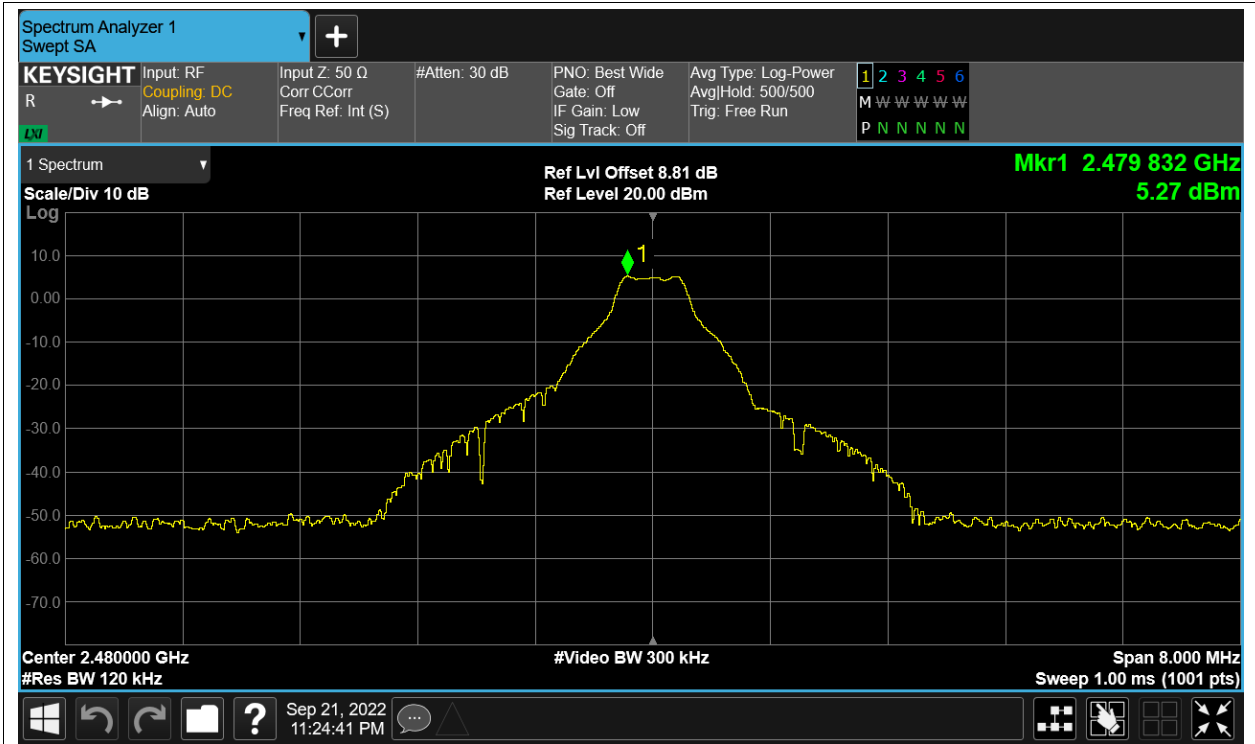 Spectrum Analyzer 1
Swept SA
KEYSIGHT
R
LXI
Input: RF
Coupling: DC
Align: Auto
Input Z: 50 Ω
Corr CCorr
Freq Ref: Int (S)
#Atten: 30 dB
PNO: Best Wide
Gate: Off
IF Gain: Low
Sig Track: Off
Avg Type: Log-Power
Avg|Hold: 500/500
Trig: Free Run
1 2 3 4 5 6
M W W W W W W
P N N N N N N
1 Spectrum
Scale/Div 10 dB
Log
Ref Lvl Offset 8.81 dB
Ref Level 20.00 dBm
Mkr1 2.479 832 GHz
5.27 dBm
1
10.0
0.00
-10.0
-20.0
-30.0
-40.0
-50.0
-60.0
-70.0
Center 2.480000 GHz
#Res BW 120 kHz
#Video BW 300 kHz
Span 8.000 MHz
Sweep 1.00 ms (1001 pts)
?
Sep 21, 2022
11:24:41 PM